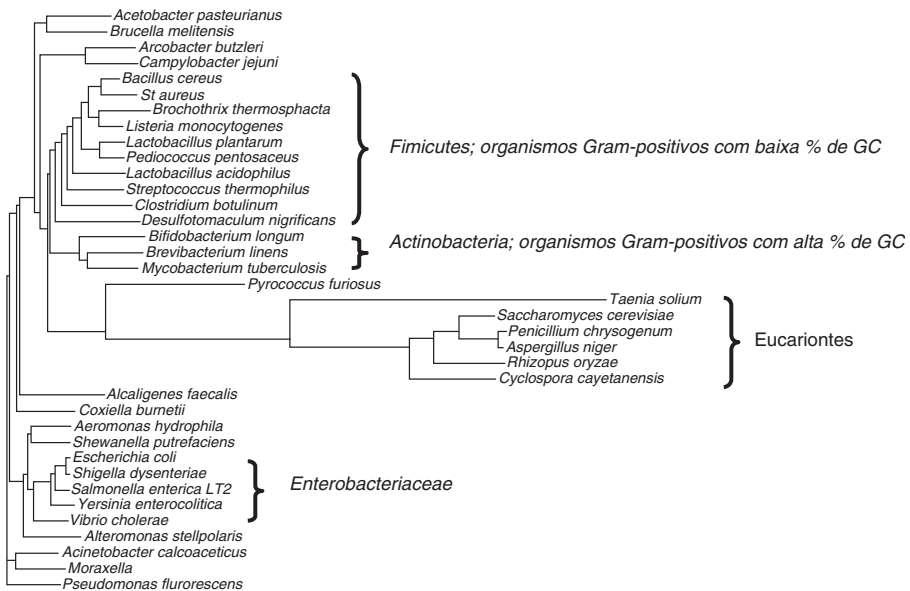 Acetobacter pasteurianus
Brucella melitensis
Arcobacter butzleri
Campylobacter jejuni
Bacillus cereus
St aureus
Brochothrix thermosphacta
Listeria monocytogenes
Lactobacillus plantarum
Pediococcus pentosaceus
Lactobacillus acidophilus
Streptococcus thermophilus
Clostridium botulinum
Desulfotomaculum nigrificans
Fimicutes; organismos Gram-positivos com baixa % de GC
Bifidobacterium longum
Brevibacterium linens
Mycobacterium tuberculosis
Actinobacteria; organismos Gram-positivos com alta % de GC
Pyrococcus furiosus
Taenia solium
Saccharomyces cerevisiae
Penicillium chrysogenum
Aspergillus niger
Rhizopus oryzae
Cyclospora cayetanensis
Eucariontes
Alcaligenes faecalis
Coxiella burnetii
Aeromonas hydrophila
Shewanella putrefaciens
Escherichia coli
Shigella dysenteriae
Salmonella enterica LT2
Yersinia enterocolitica
Vibrio cholerae
Enterobacteriaceae
Alteromonas stellpolaris
Acinetobacter calcoaceticus
Moraxella
Pseudomonas flurorescens